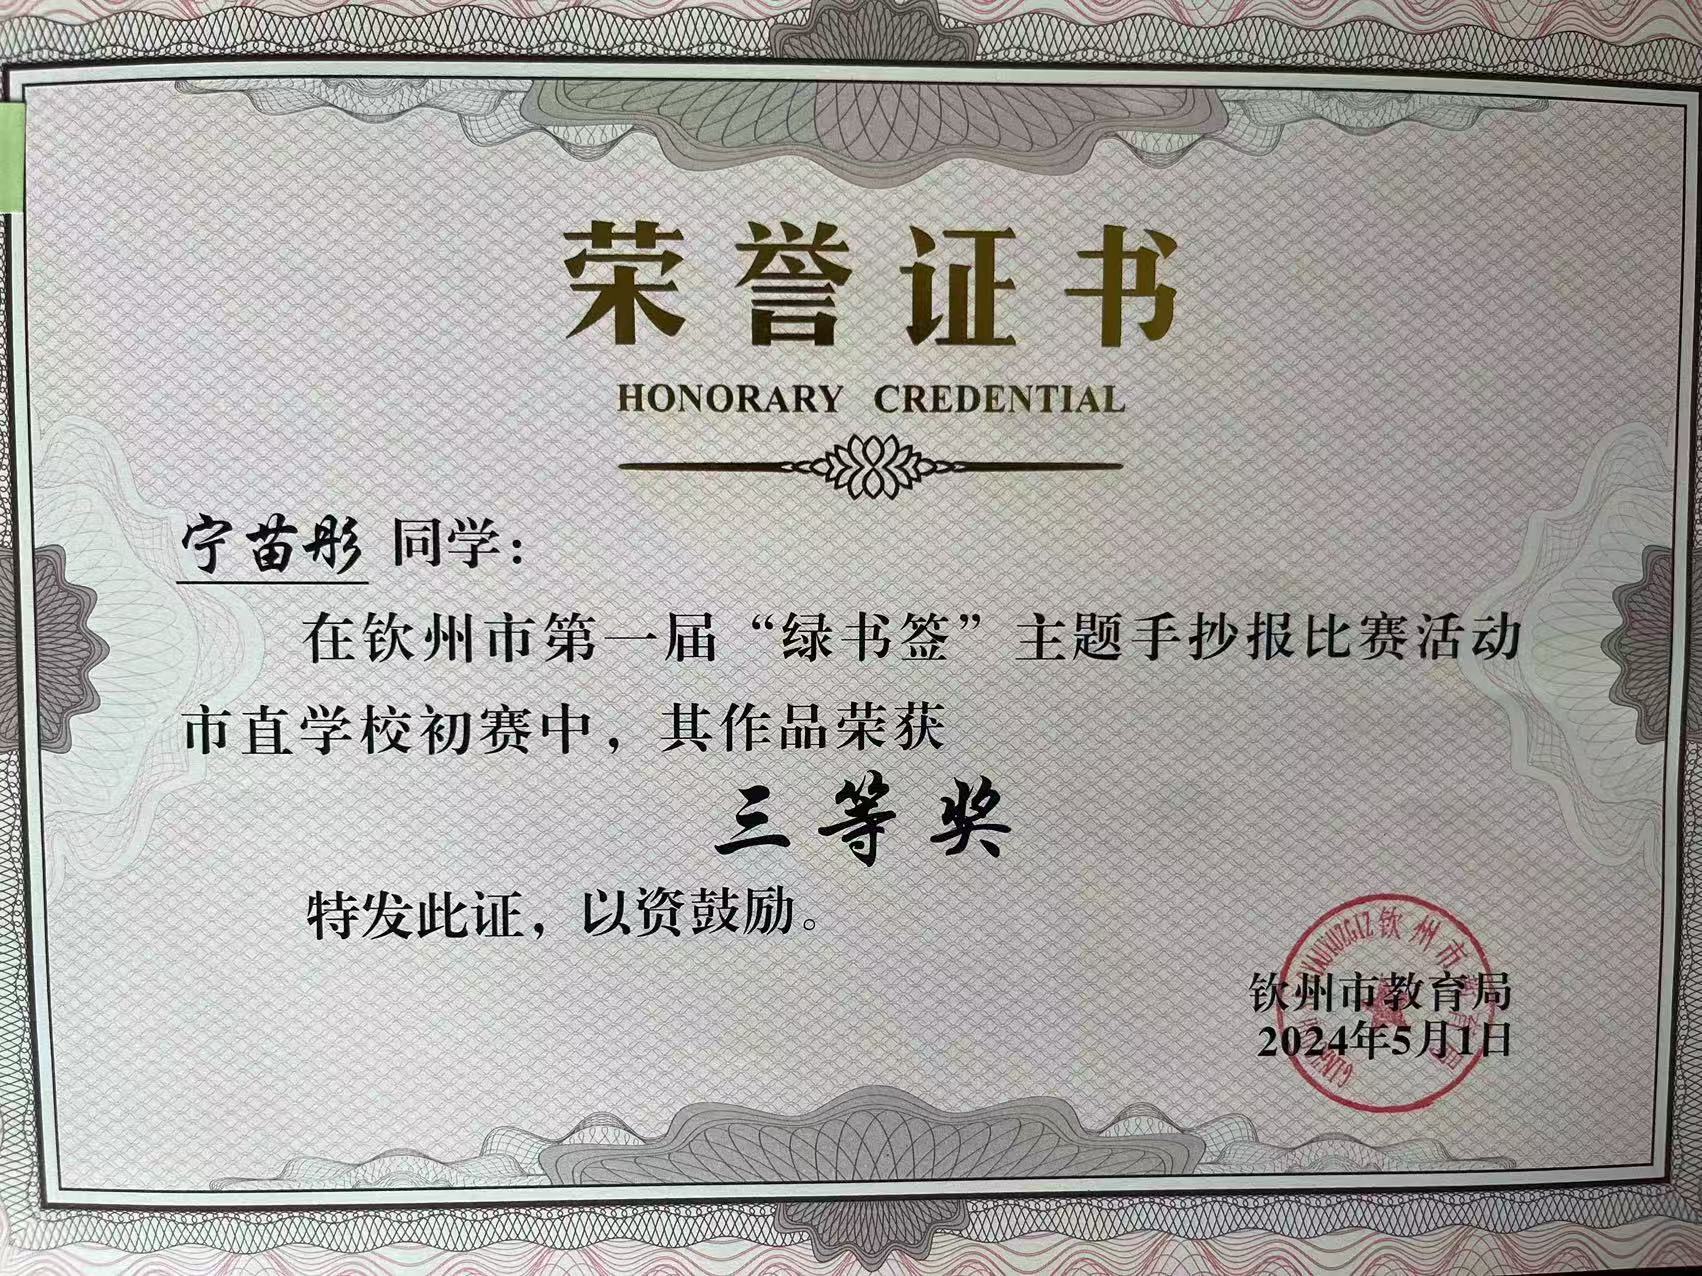 荣誉证书
HONORARY CREDENTIAL
宁苗彤 同学：
在钦州市第一届“绿书签”主题手抄报比赛活动
市直学校初赛中，其作品荣获
三等奖
特发此证，以资鼓励。
钦州市教育局
2024年5月1日
钦州市